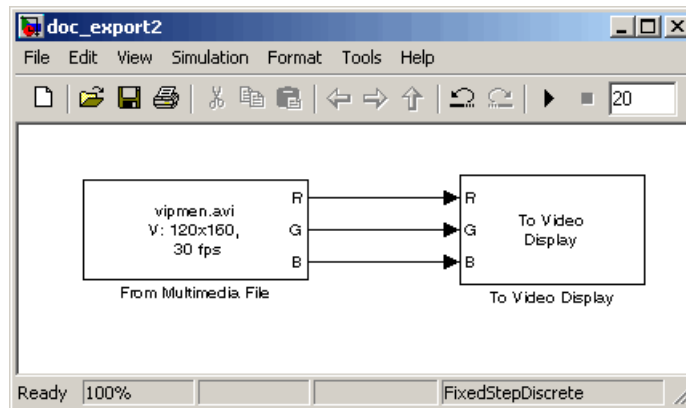 doc_export2
File Edit View Simulation Format Tools Help
20
vipmen.avi
V: 120x160,
30 fps
R
G
B
R
G
B
To Video
Display
From Multimedia File
To Video Display
Ready 100% FixedStepDiscrete